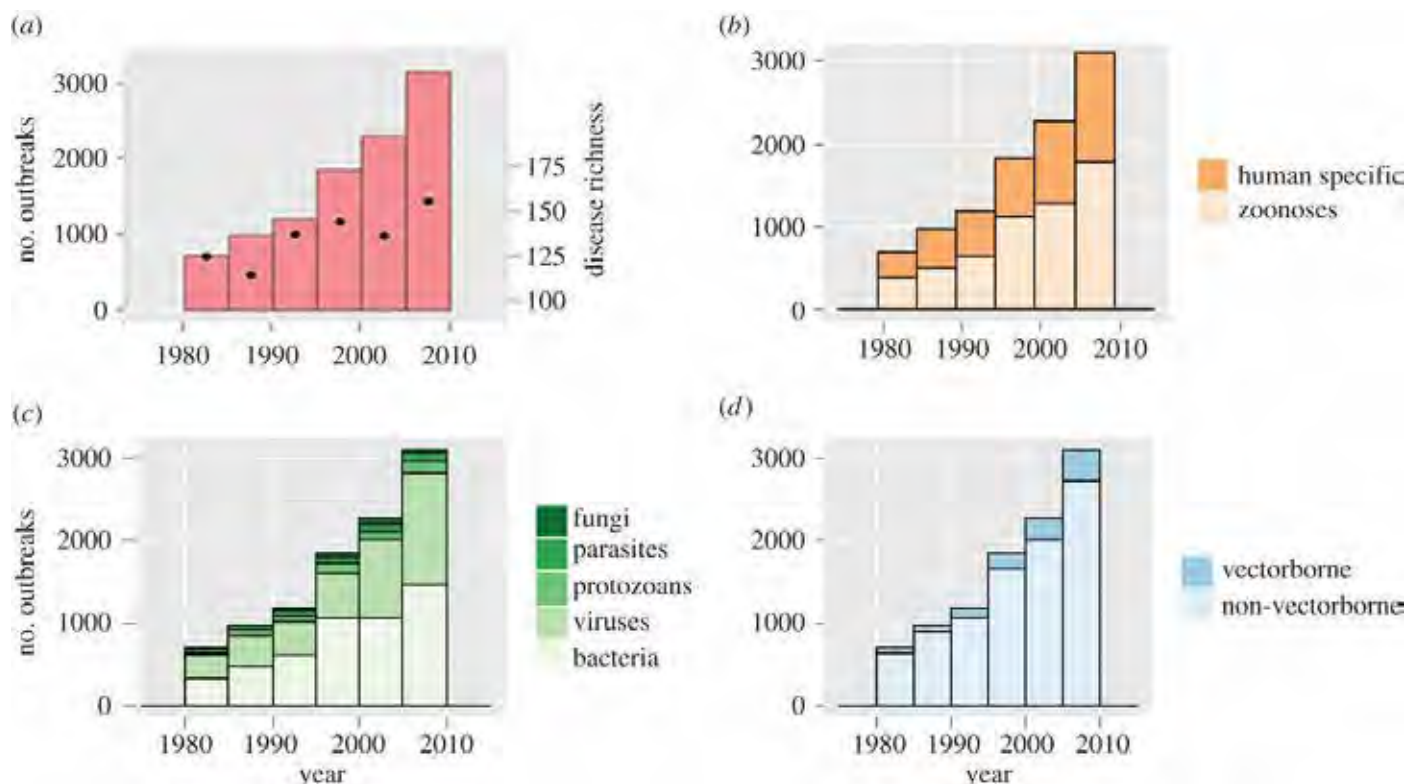 (a)
no. outbreaks
3000
2000
1000
0
175
150
125
100
disease richness
1980 1990 2000 2010
(b)
3000
2000
1000
0
1980 1990 2000 2010
human specific
zoonoses
(c)
no. outbreaks
3000
2000
1000
0
1980 1990 2000 2010
year
fungi
parasites
protozoans
viruses
bacteria
(d)
3000
2000
1000
0
1980 1990 2000 2010
year
vectorborne
non-vectorborne